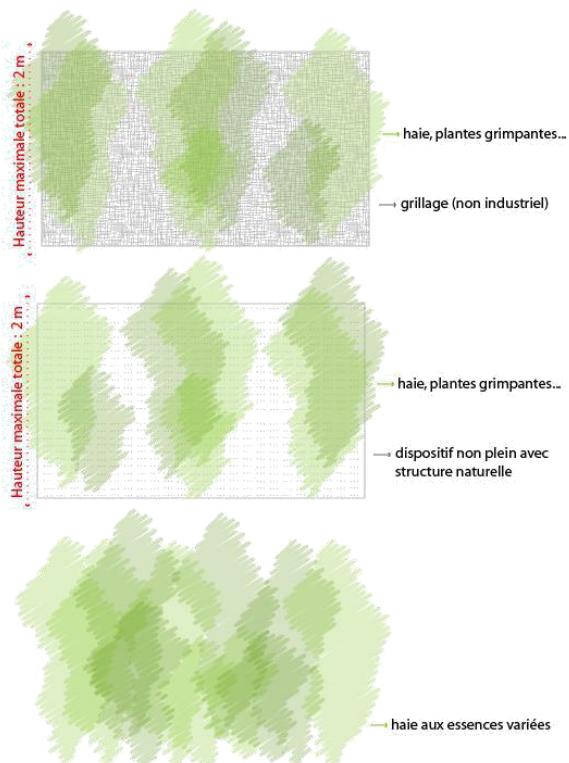 Hauteur maximale totale : 2 m
haie, plantes grimpantes...
grillage (non industriel)
Hauteur maximale totale : 2 m
haie, plantes grimpantes...
dispositif non plein avec
structure naturelle
haie aux essences variées